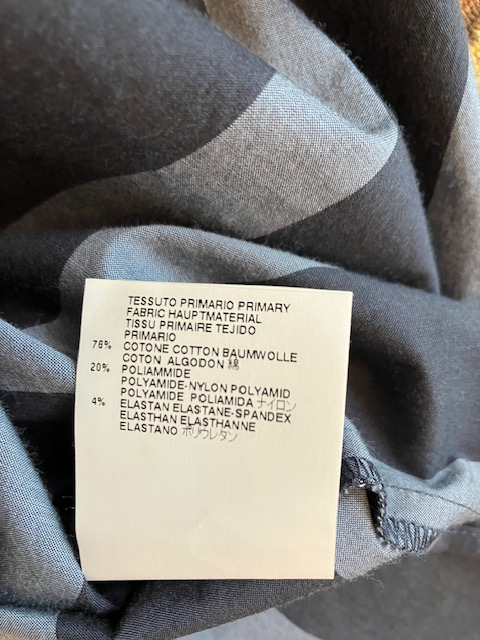 TESSUTO PRIMARIO PRIMARY
FABRIC HAUPTMATERIAL
TISSU PRIMAIRE TEJIDO
PRIMARIO
76% COTONE COTTON BAUMWOLLE
COTON ALGODON 綿
20% POLIAMMIDE
POLYAMIDE-NYLON POLYAMID
POLYAMIDE POLIAMIDA ナイロン
4% ELASTAN ELASTANE-SPANDEX
ELASTHAN ELASTHANNE
ELASTANO ポリウレタン